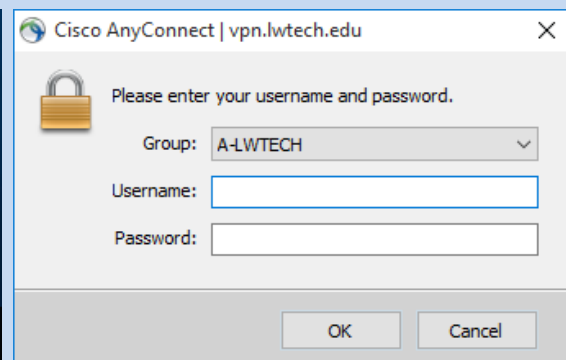 Cisco AnyConnect | vpn.lwtech.edu
Please enter your username and password.
Group: A-LWTECH
Username:
Password:
OK Cancel